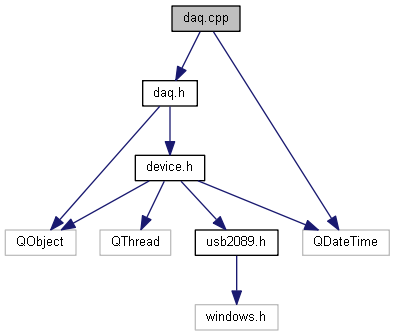 daq.cpp
daq.h
device.h
QObject
QThread
usb2089.h
QDateTime
windows.h